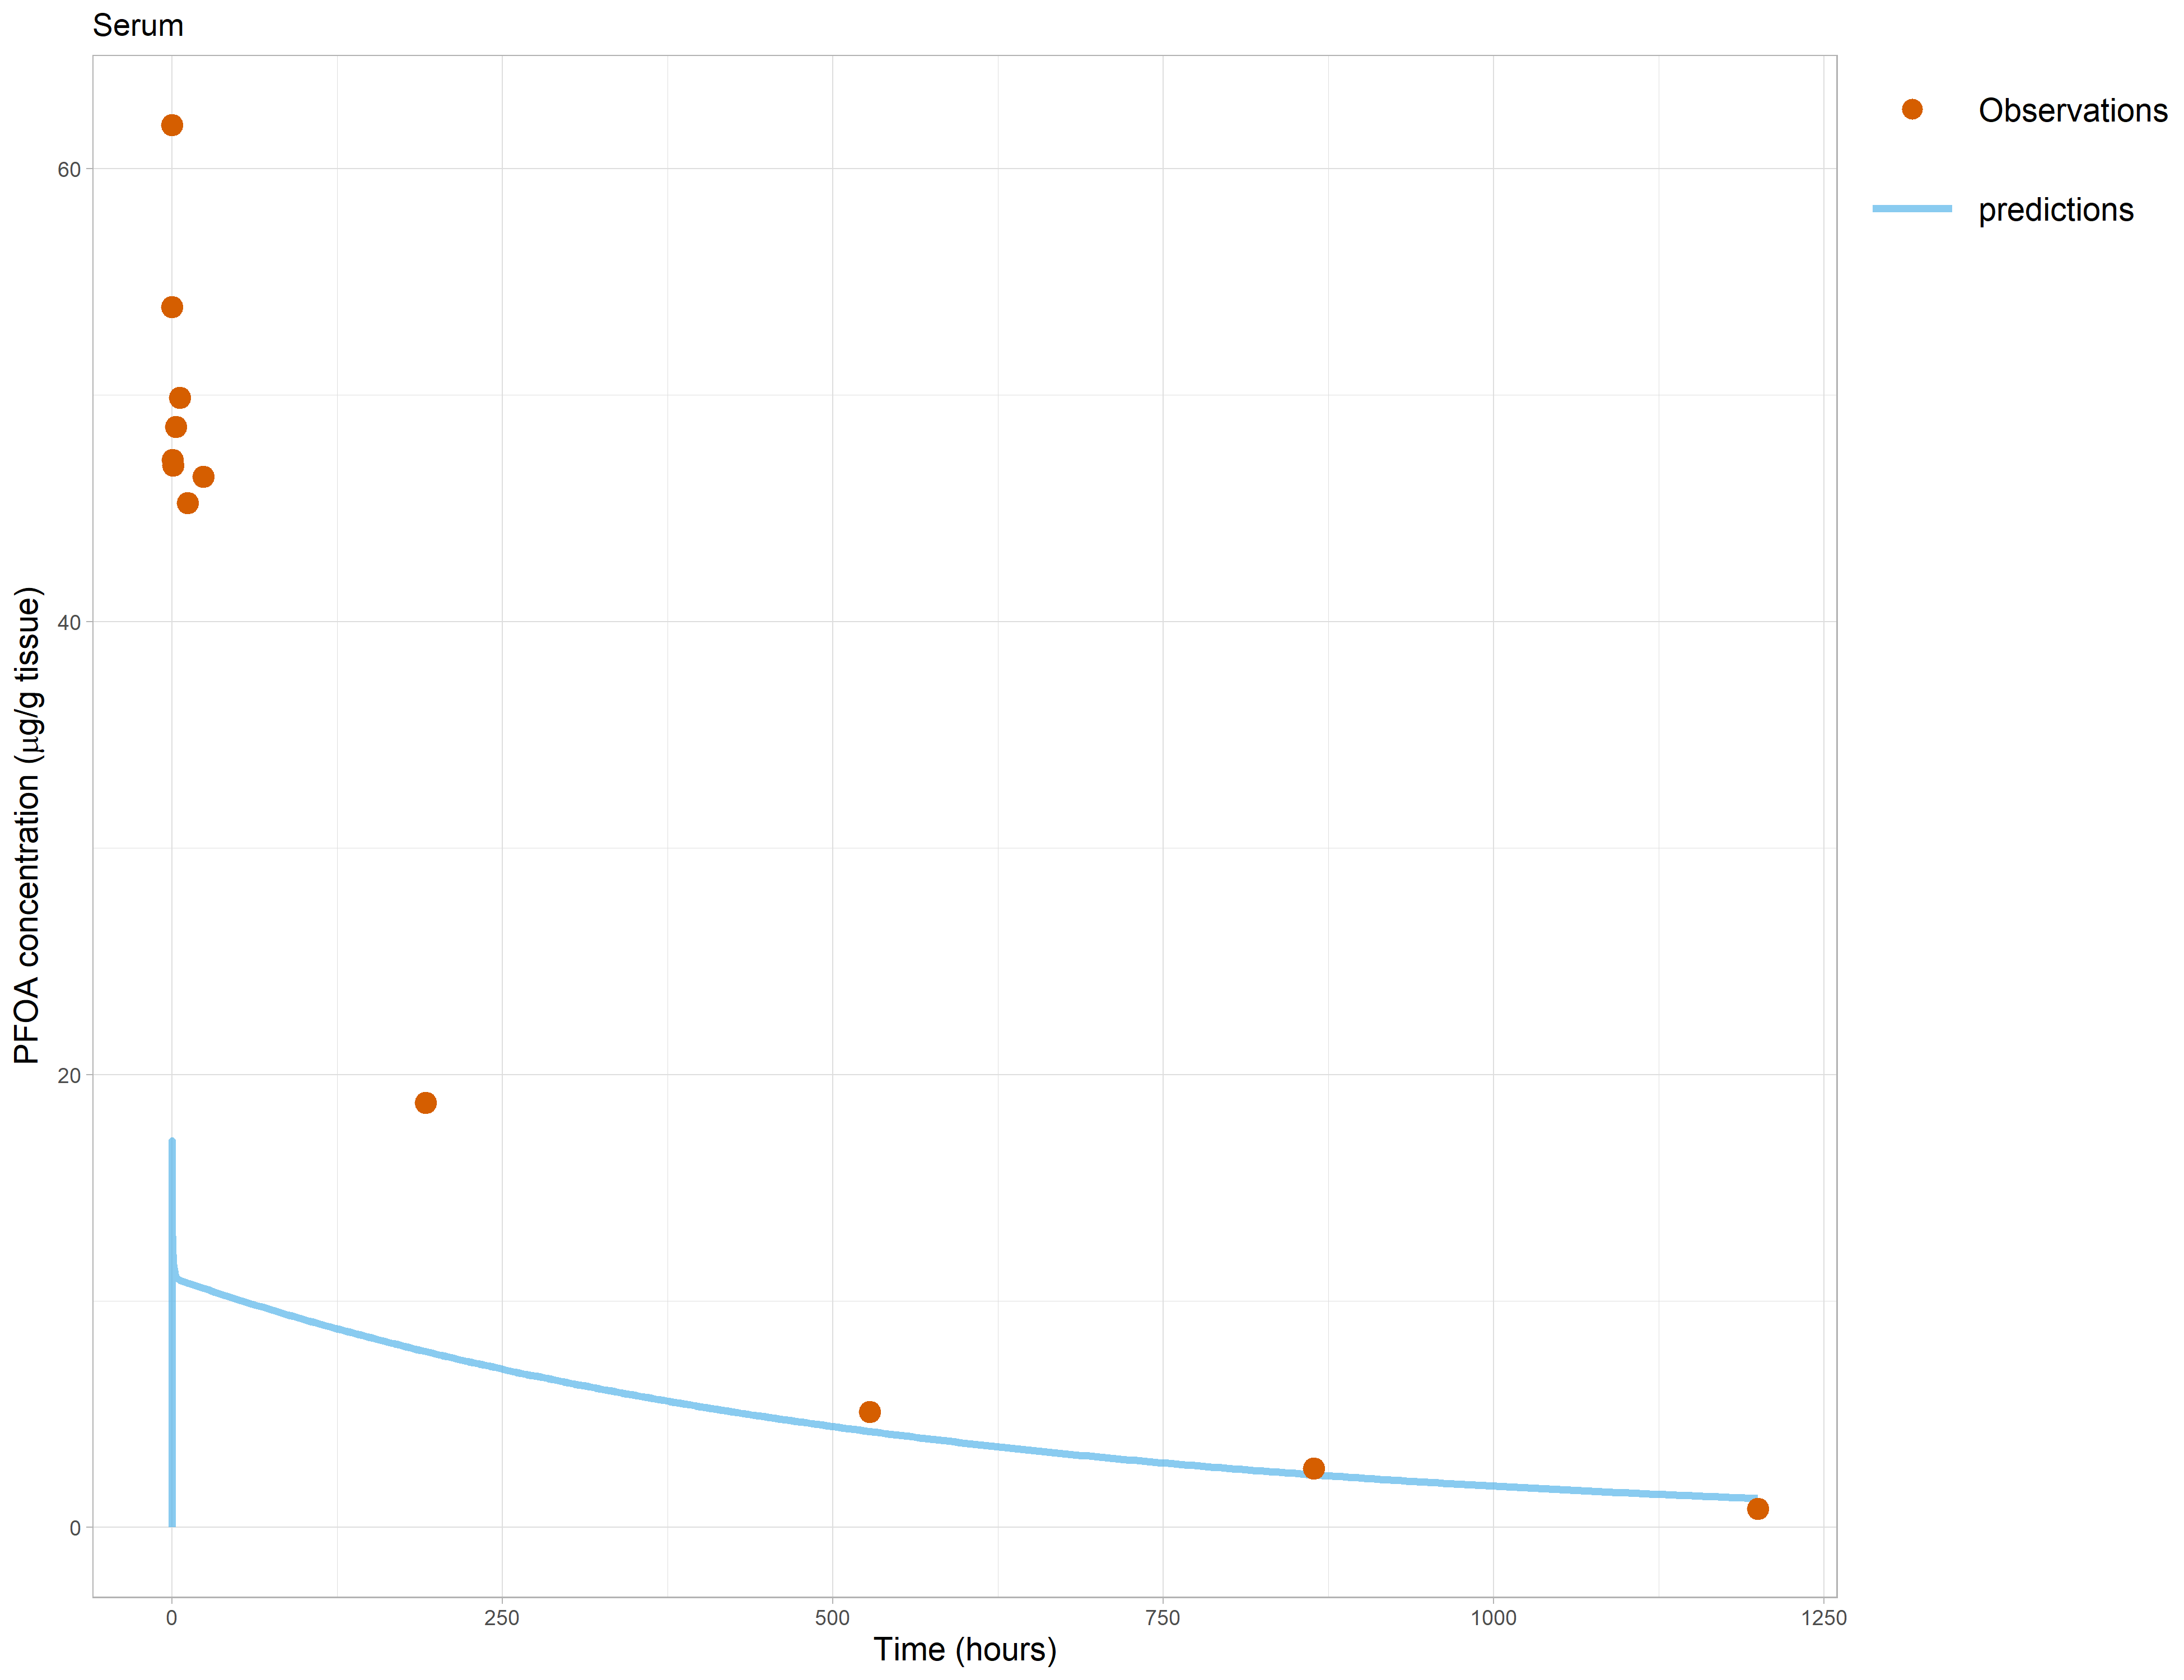 Serum
Observations
predictions
PFOA concentration (μg/g tissue)
60
40
20
0
0 250 500 750 1000 1250
Time (hours)